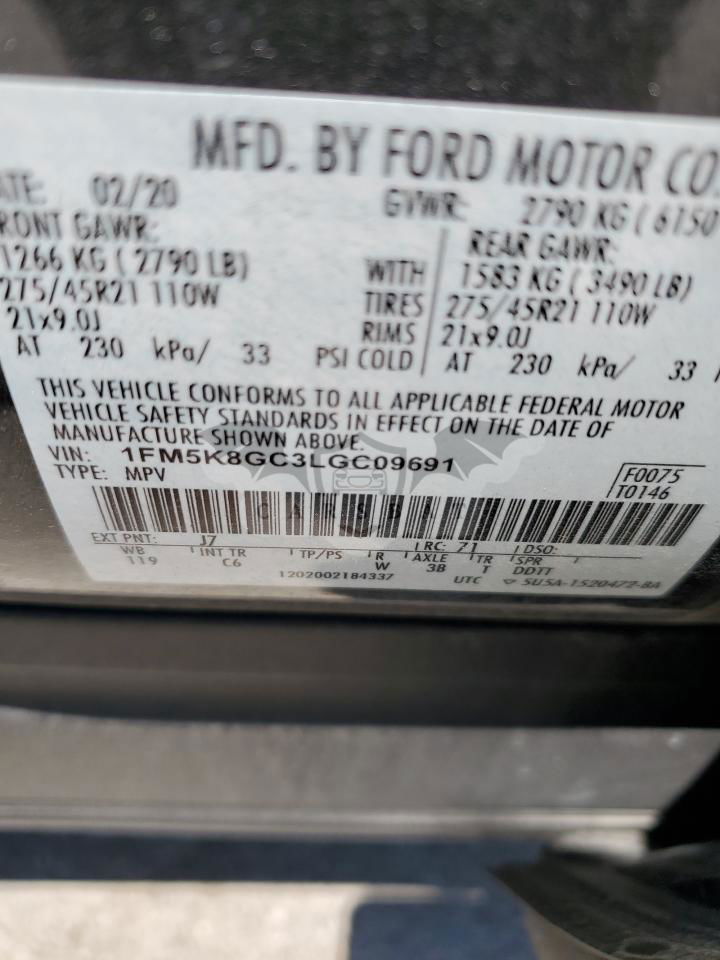 MFD. BY FORD MOTOR CO
ATE: 02/20 GVWR: 2790 KG ( 6150
RONT GAWR: REAR GAWR:
1266 KG ( 2790 LB) WITH 1583 KG ( 3490 LB)
275/45R21 110W TIRES 275/45R21 110W
21x9.0J RIMS 21x9.0J
AT 230 kPa/ 33 PSI COLD AT 230 kPa/ 33
THIS VEHICLE CONFORMS TO ALL APPLICABLE FEDERAL MOTOR
VEHICLE SAFETY STANDARDS IN EFFECT ON THE DATE OF
MANUFACTURE SHOWN ABOVE.
VIN: 1FM5K8GC3LGC09691
TYPE: MPV
F0075
T0146
EXT PNT: J7 RC: 71 DSO:
WB INT TR TP/PS R AXLE TR SPR
119 C6 W 3B T DDTT
1202002184337 UTC 5U5A-1520472-BA